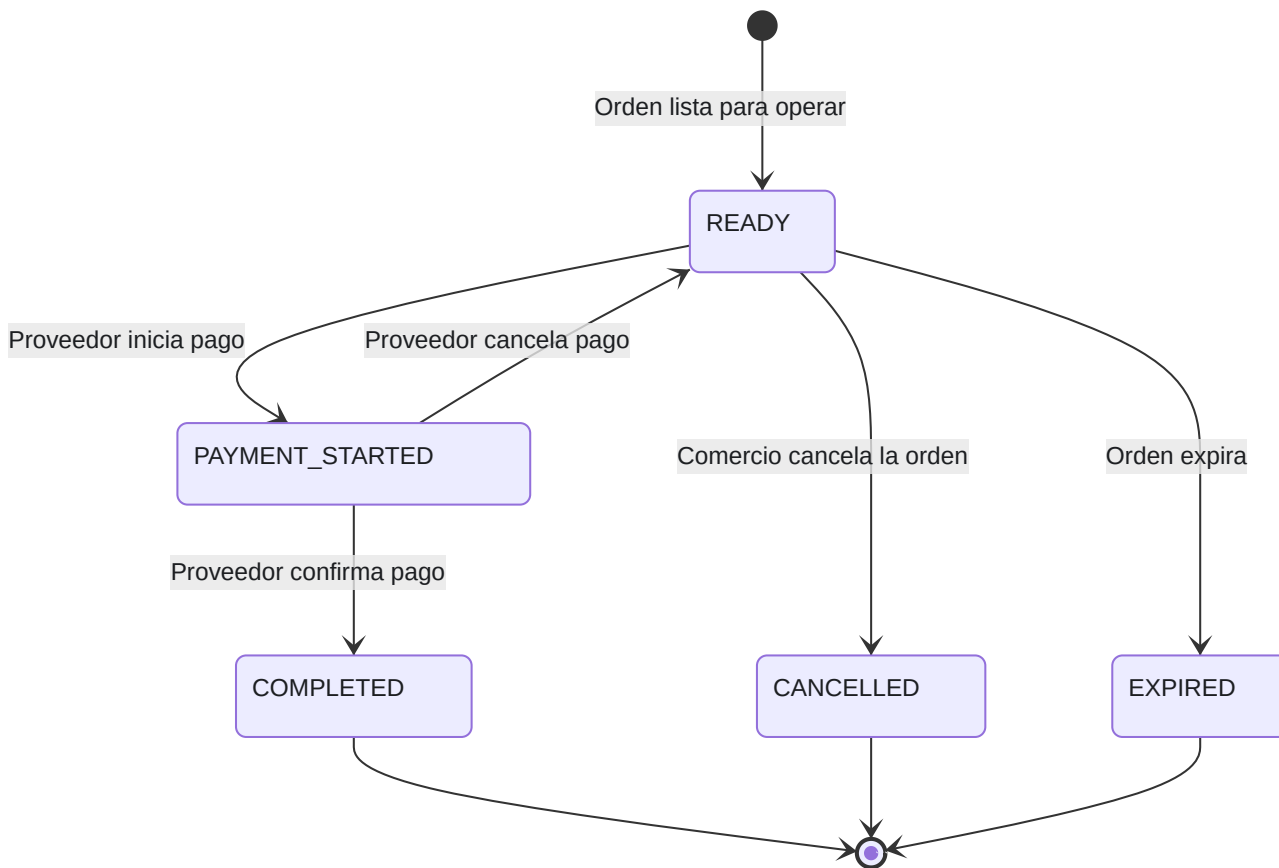 Orden lista para operar
READY
Proveedor inicia pago
Proveedor cancela pago
PAYMENT_STARTED
Comercio cancela la orden
Orden expira
Proveedor confirma pago
COMPLETED
CANCELLED
EXPIRED